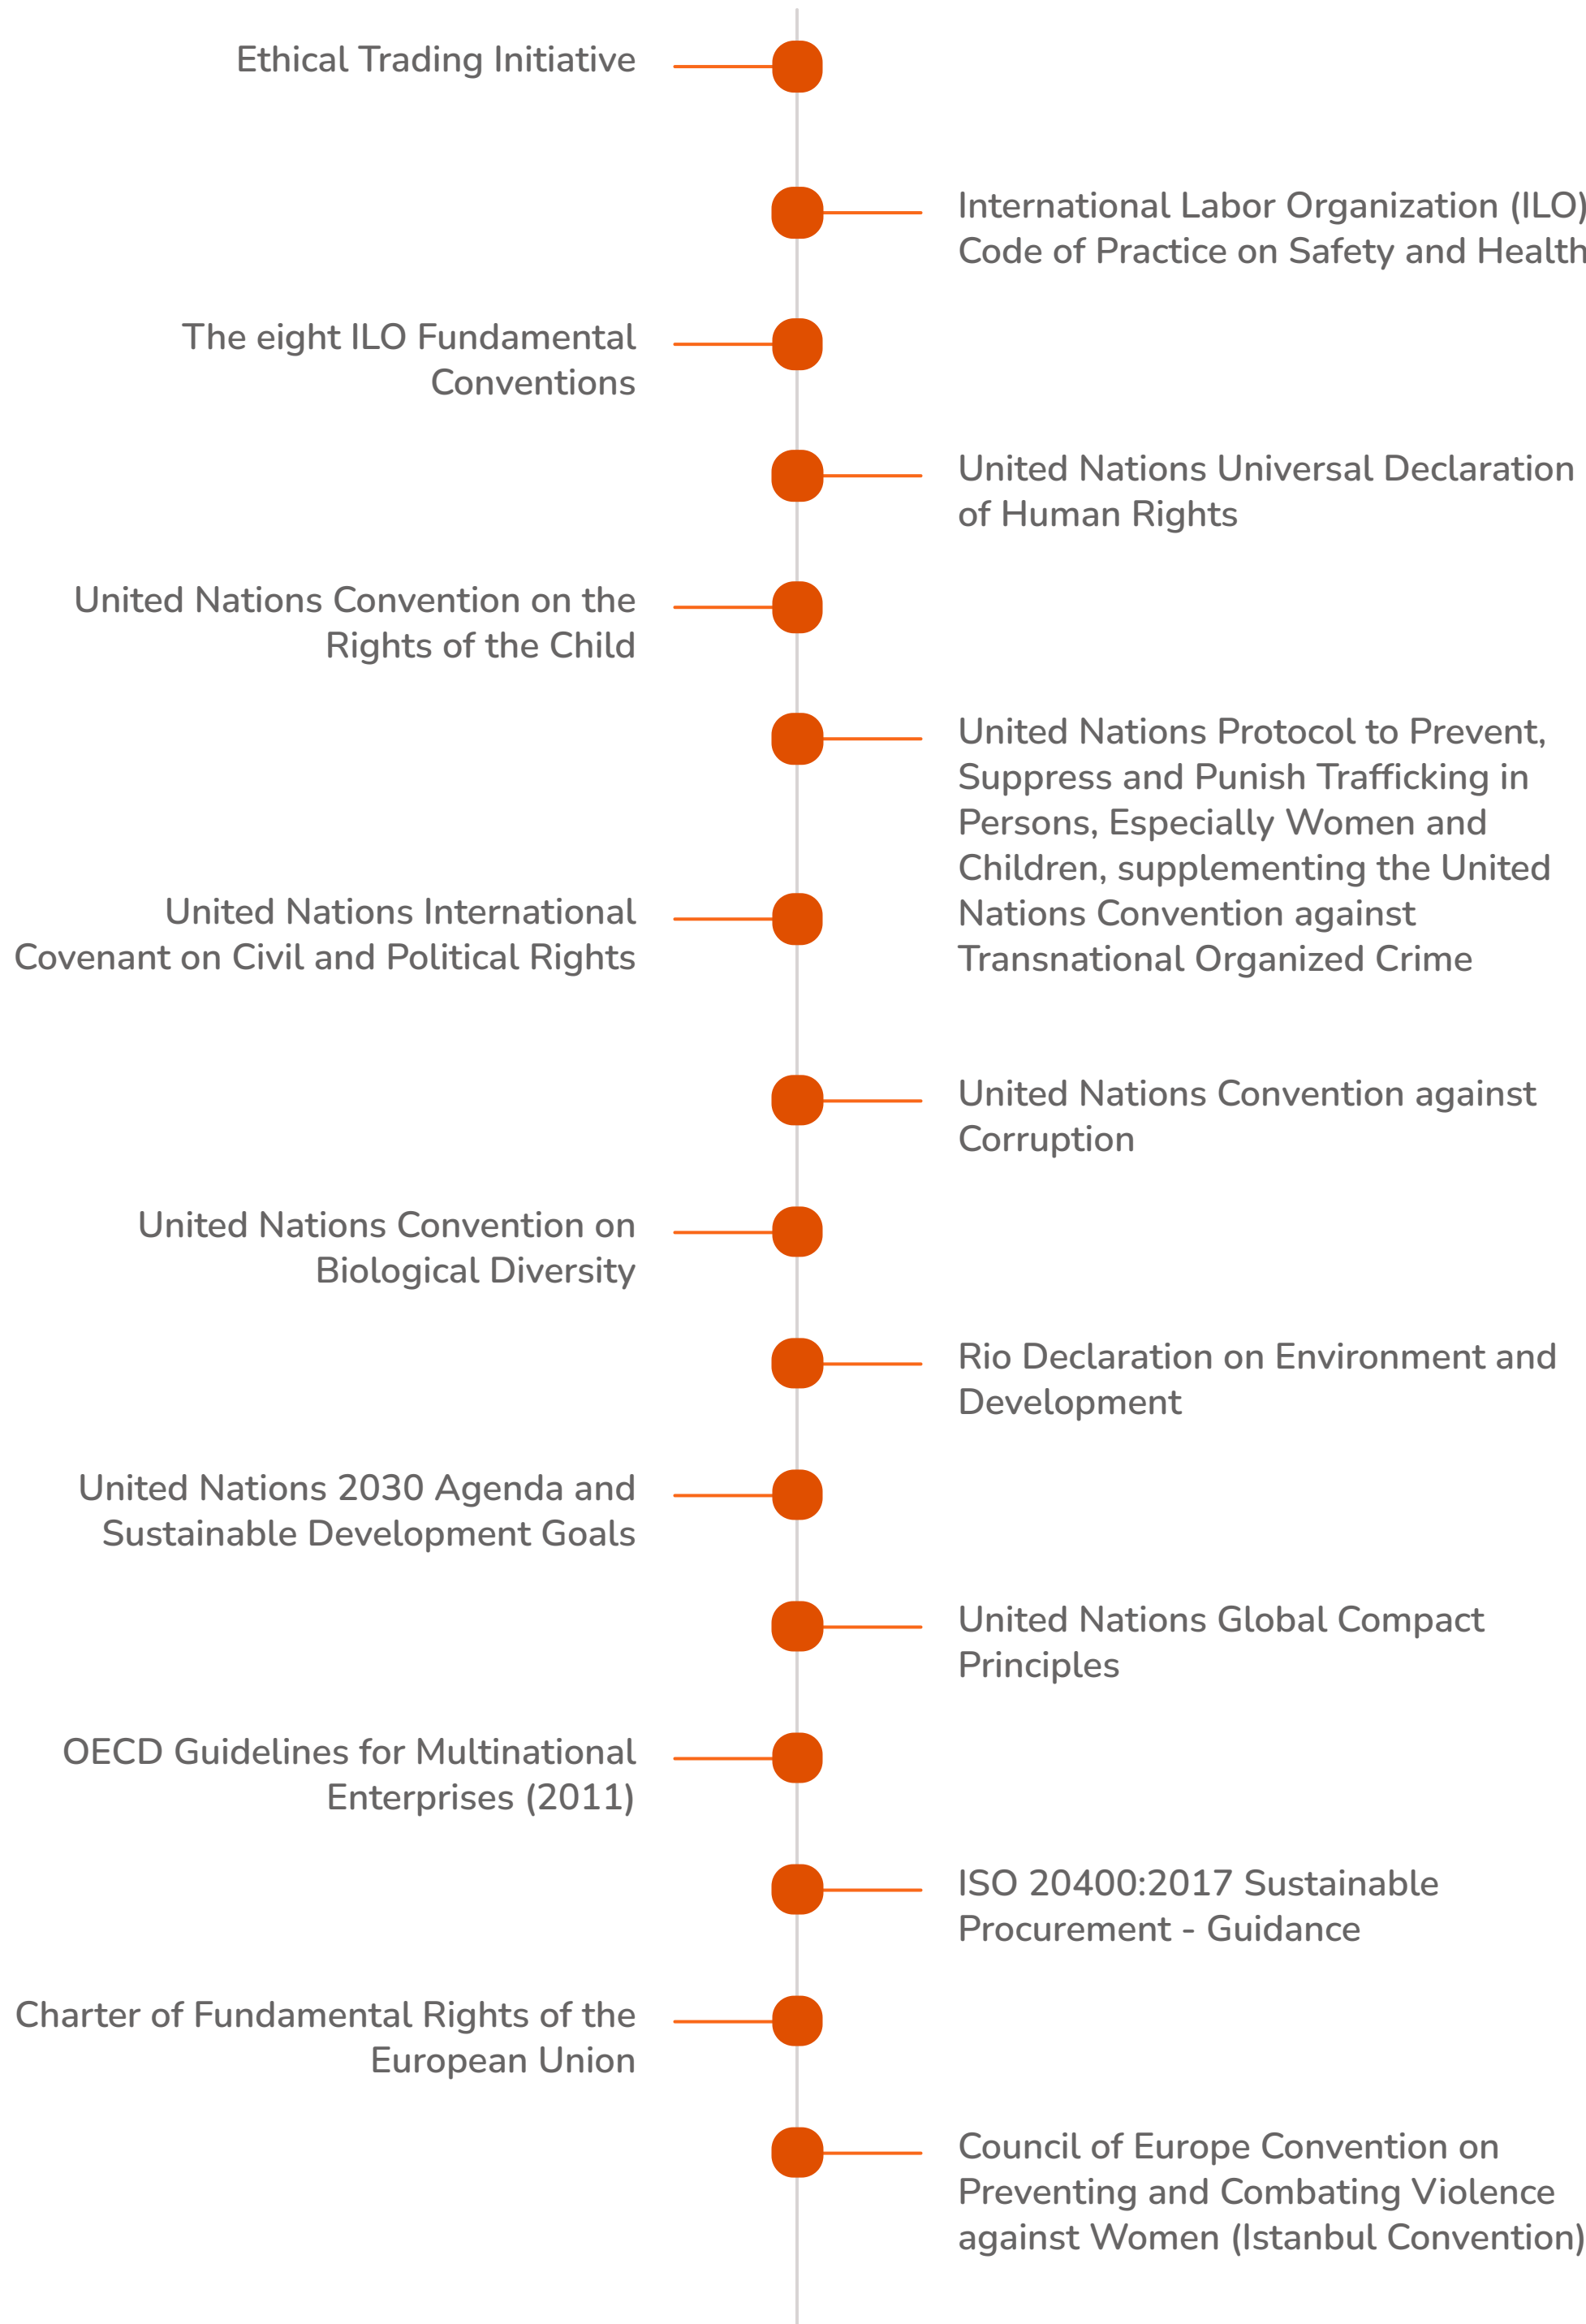 Ethical Trading Initiative
International Labor Organization (ILO)
Code of Practice on Safety and Health
The eight ILO Fundamental
Conventions
United Nations Universal Declaration
of Human Rights
United Nations Convention on the
Rights of the Child
United Nations Protocol to Prevent,
Suppress and Punish Trafficking in
Persons, Especially Women and
Children, supplementing the United
Nations Convention against
Transnational Organized Crime
United Nations International
Covenant on Civil and Political Rights
United Nations Convention against
Corruption
United Nations Convention on
Biological Diversity
Rio Declaration on Environment and
Development
United Nations 2030 Agenda and
Sustainable Development Goals
United Nations Global Compact
Principles
OECD Guidelines for Multinational
Enterprises (2011)
ISO 20400:2017 Sustainable
Procurement - Guidance
Charter of Fundamental Rights of the
European Union
Council of Europe Convention on
Preventing and Combating Violence
against Women (Istanbul Convention)